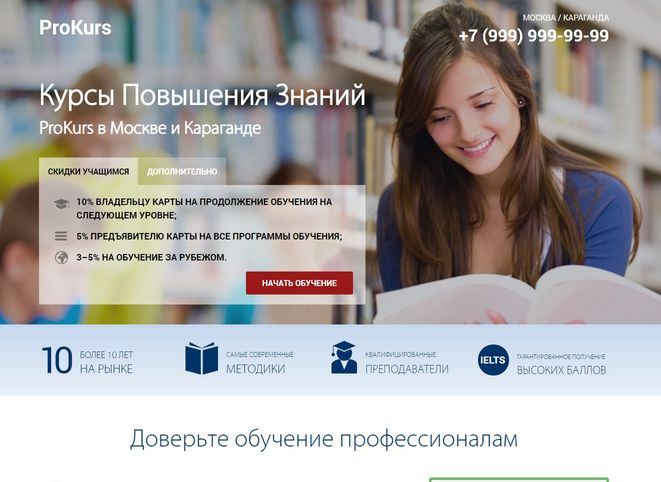 ProKurs
МОСКВА / КАРАГАНДА
+7 (999) 999-99-99
Курсы Повышения Знаний
ProKurs в Москве и Караганде
СКИДКИ УЧАЩИМСЯ
ДОПОЛНИТЕЛЬНО
10% ВЛАДЕЛЬЦУ КАРТЫ НА ПРОДОЛЖЕНИЕ ОБУЧЕНИЯ НА
СЛЕДУЮЩЕМ УРОВНЕ;
5% ПРЕДЪЯВИТЕЛЮ КАРТЫ НА ВСЕ ПРОГРАММЫ ОБУЧЕНИЯ;
3–5% НА ОБУЧЕНИЕ ЗА РУБЕЖОМ.
НАЧАТЬ ОБУЧЕНИЕ
10
БОЛЕЕ 10 ЛЕТ
НА РЫНКЕ
САМЫЕ СОВРЕМЕННЫЕ
МЕТОДИКИ
КВАЛИФИЦИРОВАННЫЕ
ПРЕПОДАВАТЕЛИ
IELTS
ГАРАНТИРОВАННОЕ ПОЛУЧЕНИЕ
ВЫСОКИХ БАЛЛОВ
Доверьте обучение профессионалам